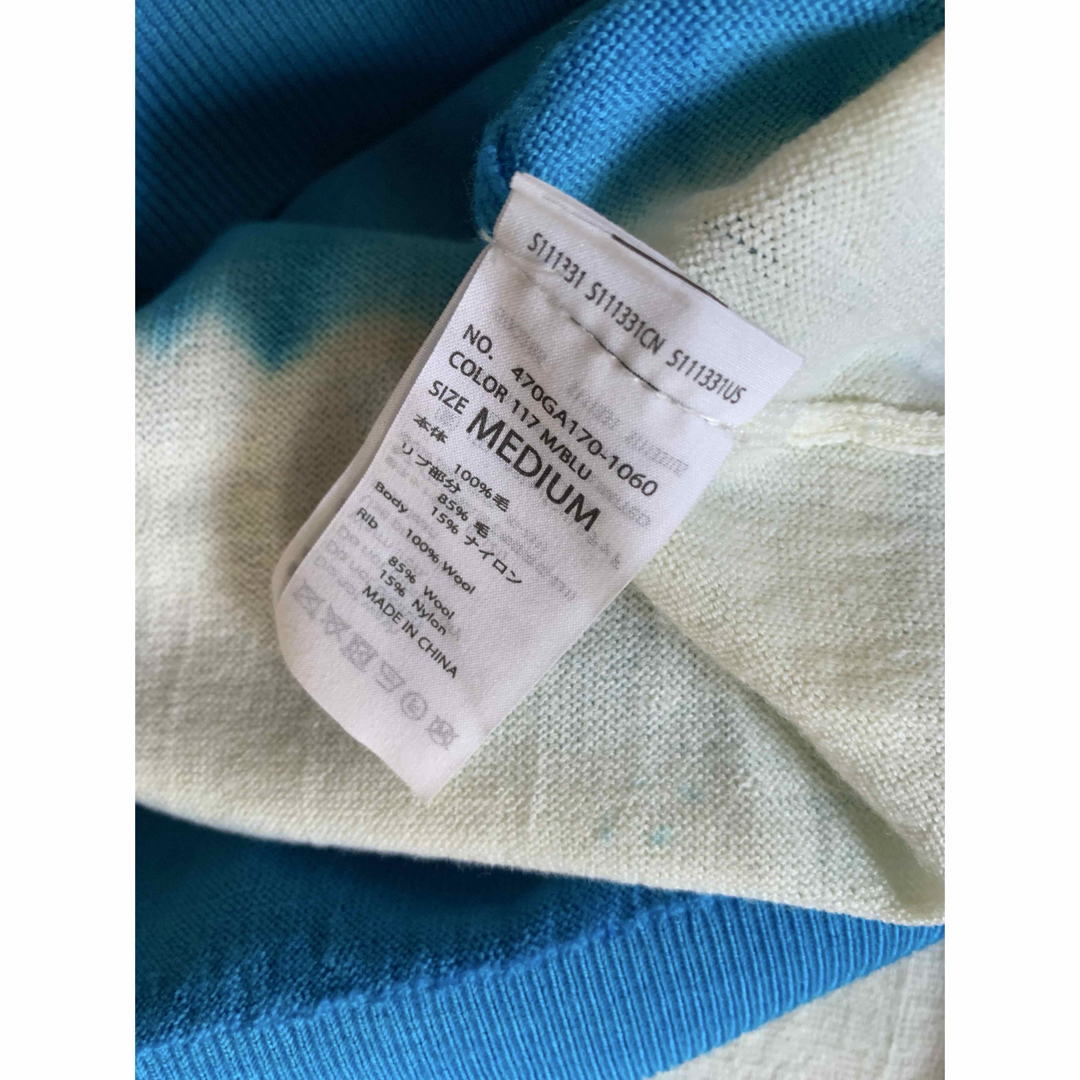 S111331 S111331CN S111331US
NO. 470GA170-1060
COLOR 117 M/BLU
SIZE MEDIUM
本体 100%毛
リブ部分
85% 毛
15% ナイロン
Body 100% Wool
Rib
85% Wool
15% Nylon
MADE IN CHINA